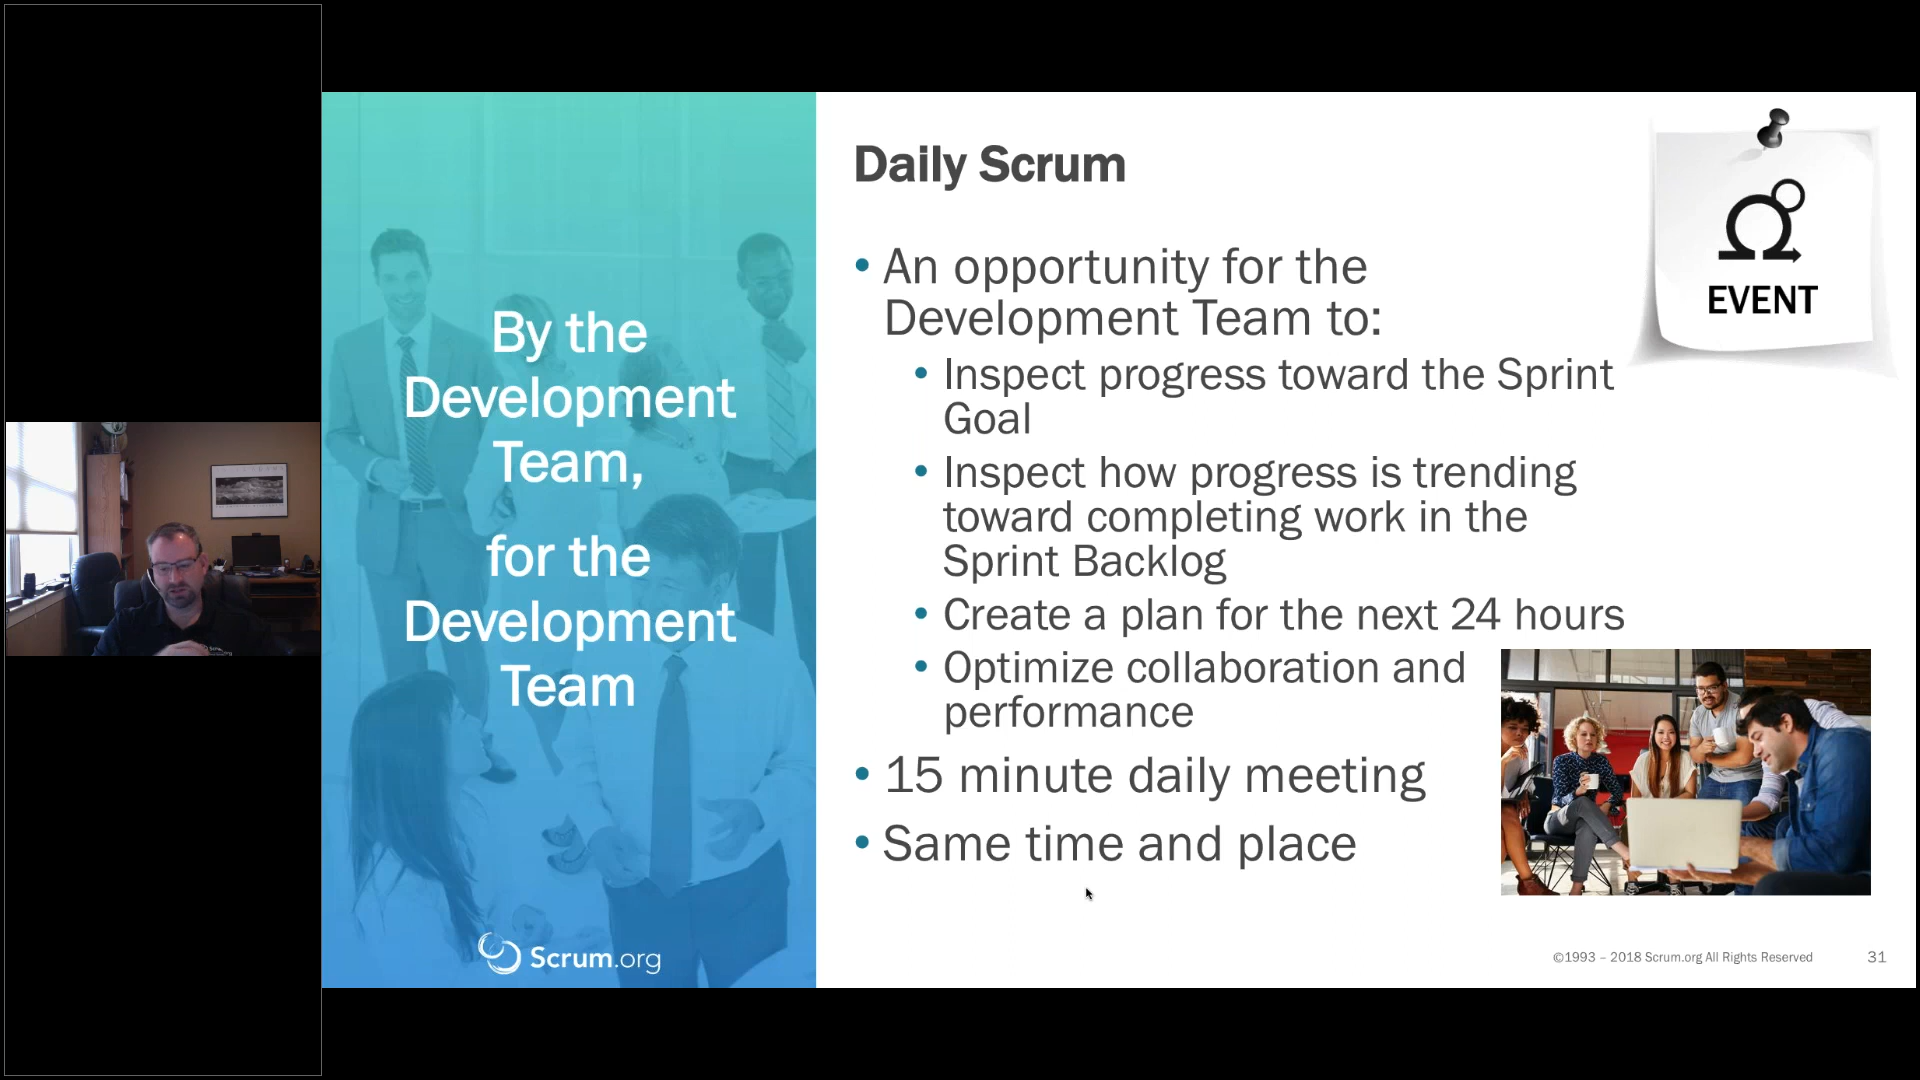 By the
Development
Team,
for the
Development
Team
Scrum.org
Daily Scrum
• An opportunity for the
Development Team to:
• Inspect progress toward the Sprint
Goal
• Inspect how progress is trending
toward completing work in the
Sprint Backlog
• Create a plan for the next 24 hours
• Optimize collaboration and
performance
• 15 minute daily meeting
• Same time and place
EVENT
©1993 – 2018 Scrum.org All Rights Reserved
31